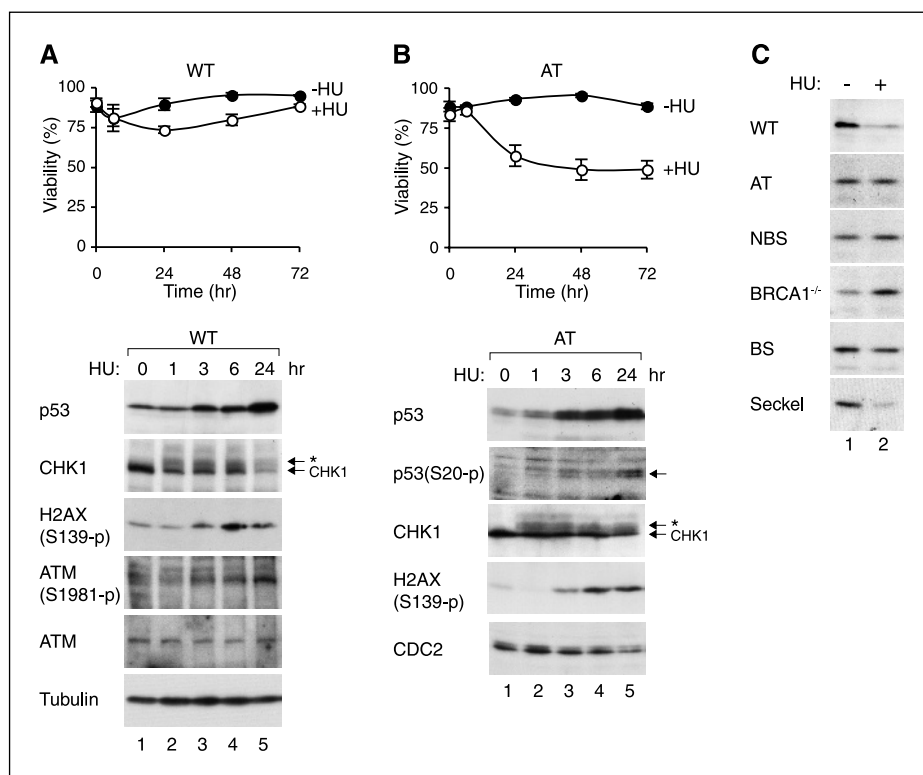 A
WT
100
75
50
25
0
Viability (%)
-HU
+HU
0 24 48 72
Time (hr)
WT
HU: 0 1 3 6 24 hr
p53
CHK1
*
CHK1
H2AX
(S139-p)
ATM
(S1981-p)
ATM
Tubulin
1 2 3 4 5
B
AT
100
75
50
25
0
Viability (%)
-HU
+HU
0 24 48 72
Time (hr)
AT
HU: 0 1 3 6 24 hr
p53
p53(S20-p)
CHK1
*
CHK1
H2AX
(S139-p)
CDC2
1 2 3 4 5
C
HU: - +
WT
AT
NBS
BRCA1-/-
BS
Seckel
1 2